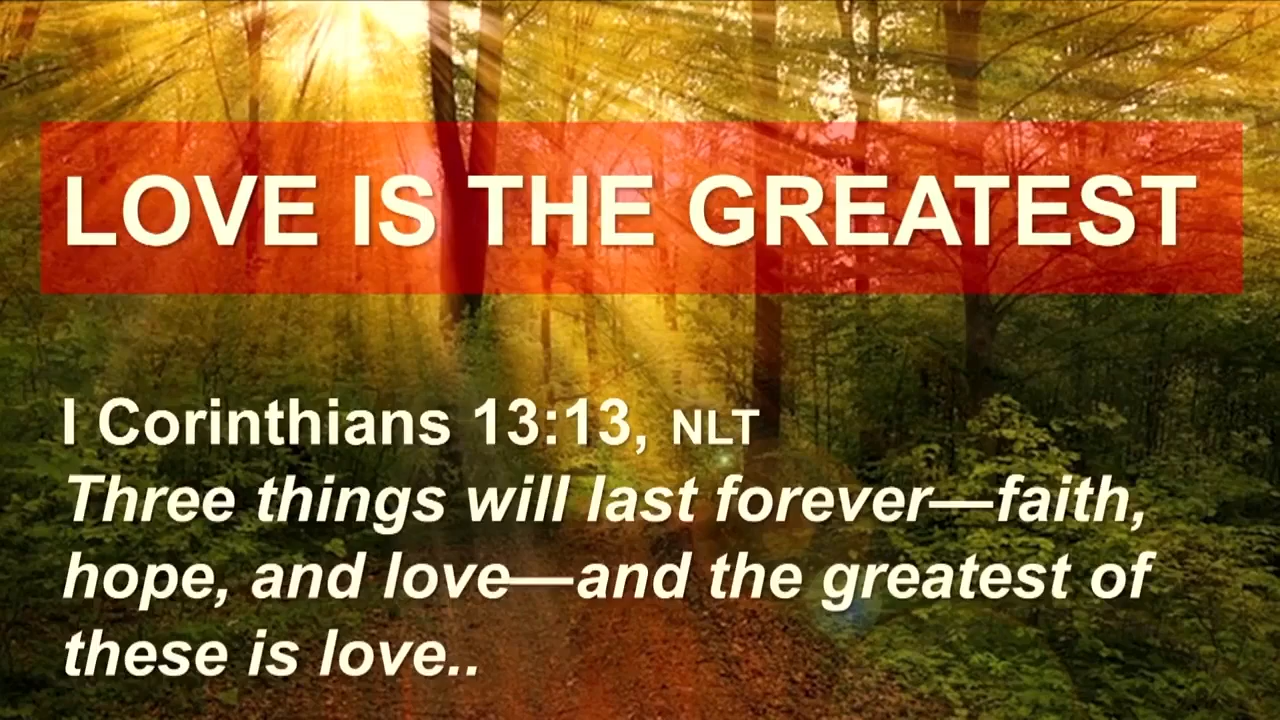 LOVE IS THE GREATEST
I Corinthians 13:13, NLT
Three things will last forever—faith,
hope, and love—and the greatest of
these is love..